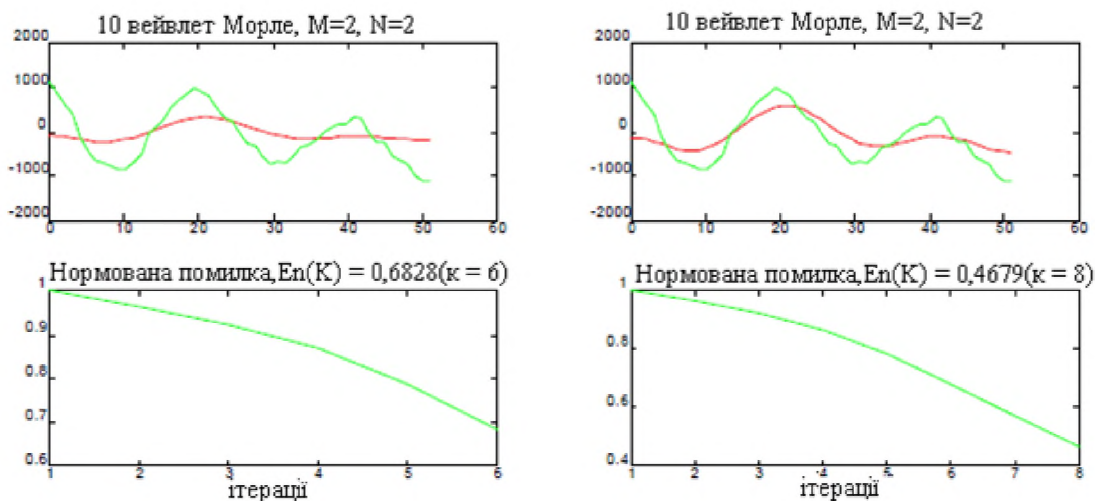 10 вейвлет Морле, M=2, N=2
2000
1000
0
-1000
-2000
0 10 20 30 40 50 60
Нормована помилка,En(K) = 0,6828(к = 6)
1
0.9
0.8
0.7
0.6
1 2 3 4 5 6
ітерації
10 вейвлет Морле, M=2, N=2
2000
1000
0
-1000
-2000
0 10 20 30 40 50 60
Нормована помилка,En(K) = 0,4679(к = 8)
1
0.8
0.6
0.4
1 2 3 4 5 6 7 8
ітерації